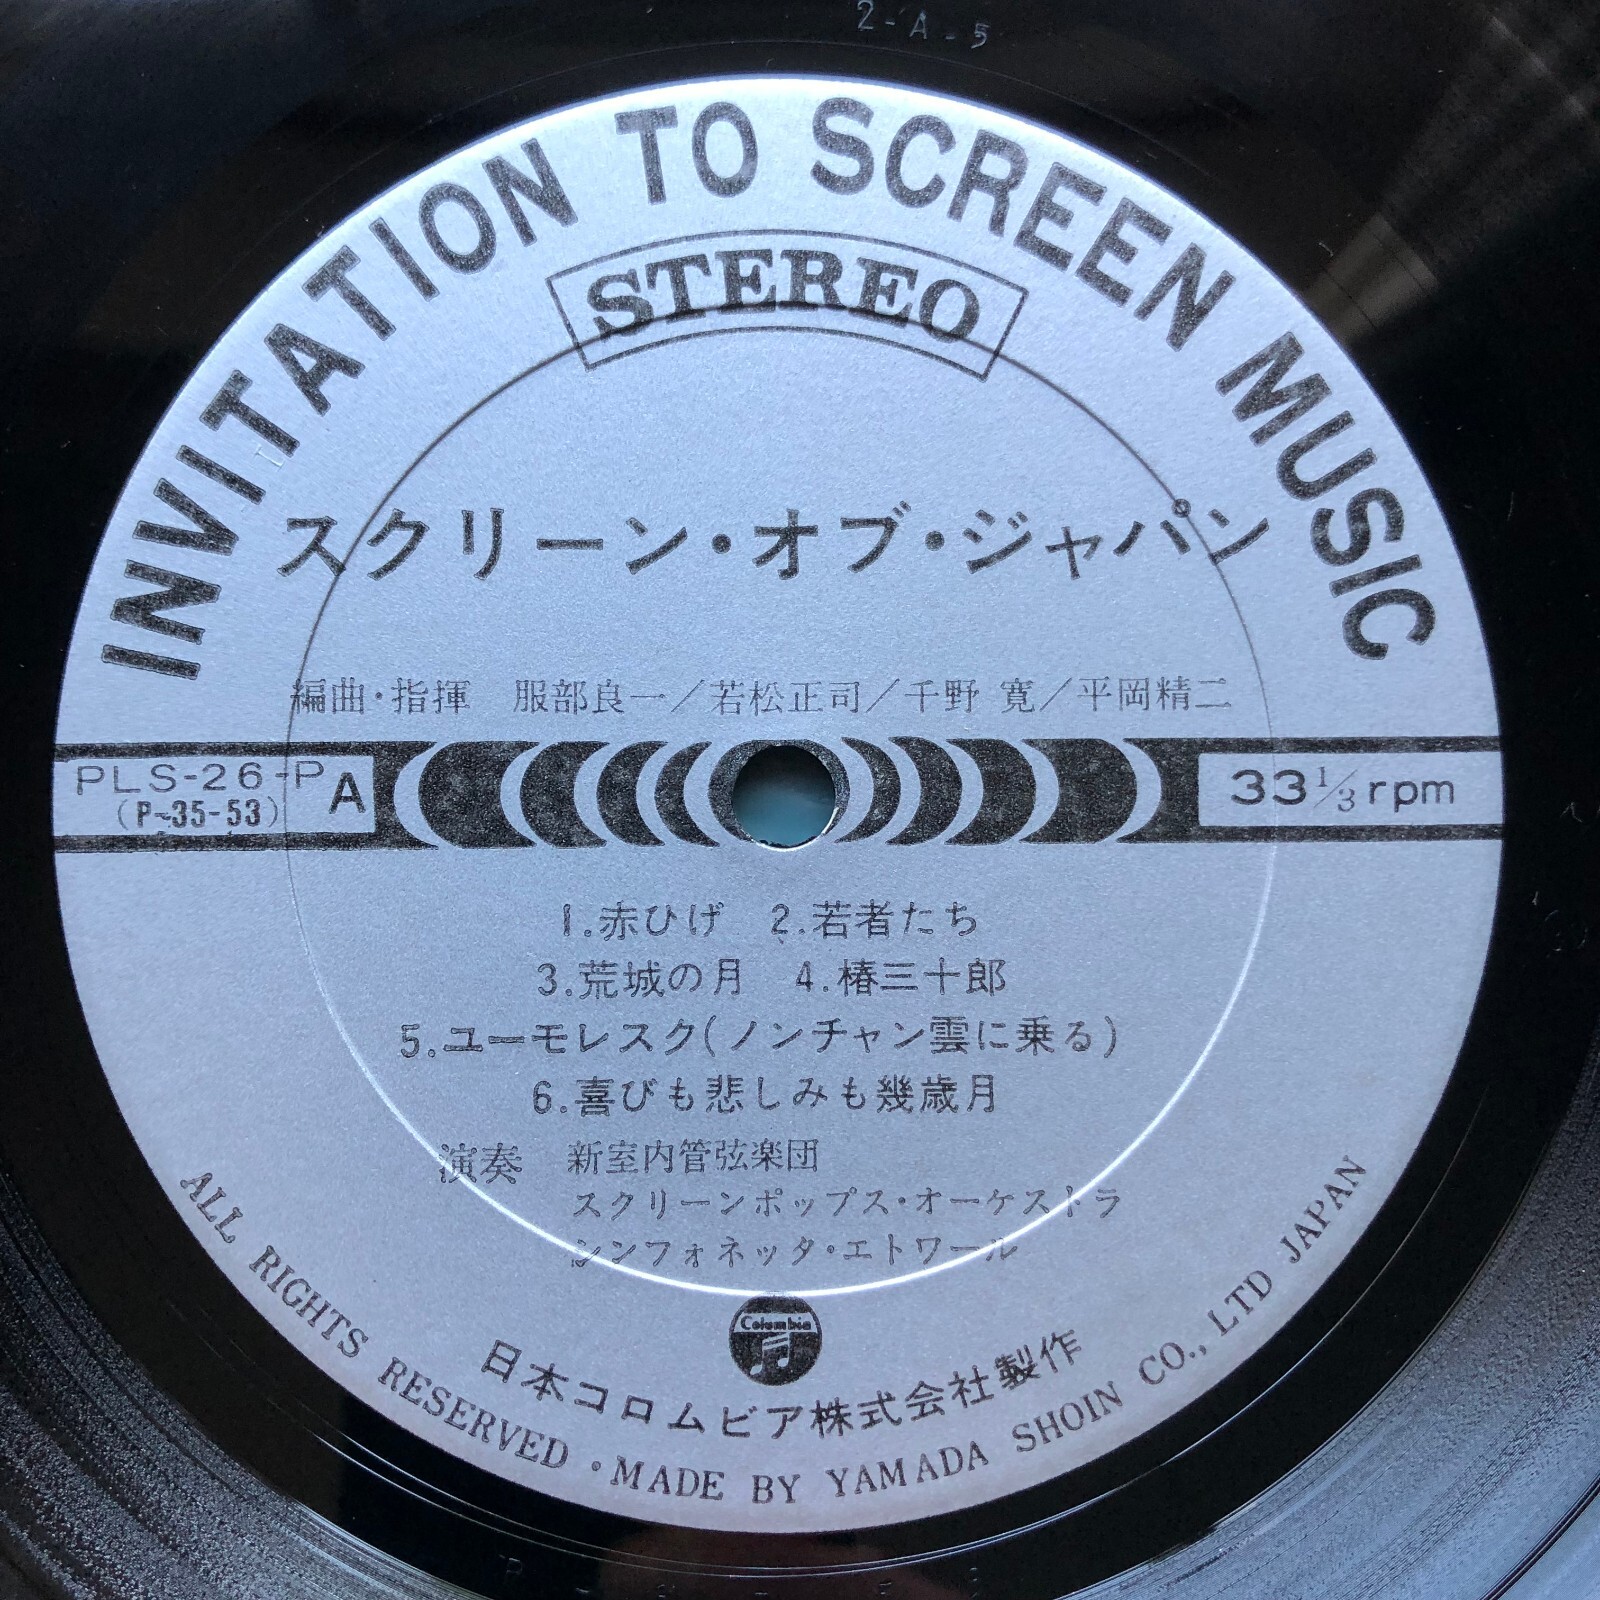 2-A-5
INVITATION TO SCREEN MUSIC
STEREO
スクリーン・オブ・ジャパン
編曲・指揮 服部良一／若松正司／千野 寛／平岡精二
PLS-26-P
(P-35-53)
A
33 1/3 rpm
1.赤ひげ 2.若者たち
3.荒城の月 4.椿三十郎
5.ユーモレスク(ノンチャン雲に乗る)
6.喜びも悲しみも幾歳月
演奏 新室内管弦楽団
スクリーンポップス・オーケストラ
シンフォネッタ・エトワール
Columbia
日本コロムビア株式会社製作
ALL RIGHTS RESERVED・MADE BY YAMADA SHOIN CO., LTD JAPAN